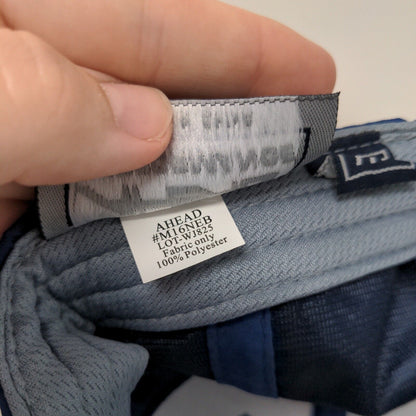 AHEAD
#M16NEB
LOT-WJ825
Fabric only
100% Polyester
E